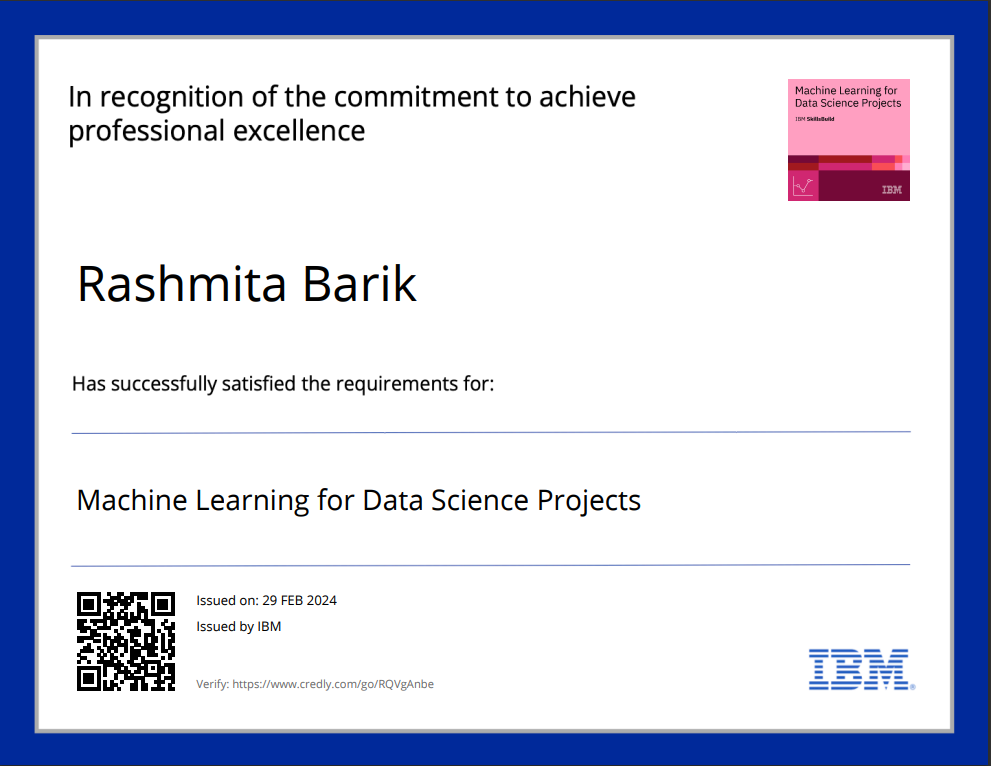 In recognition of the commitment to achieve
professional excellence
Machine Learning for
Data Science Projects
IBM SkillsBuild
IBM
Rashmita Barik
Has successfully satisfied the requirements for:
Machine Learning for Data Science Projects
Issued on: 29 FEB 2024
Issued by IBM
Verify: https://www.credly.com/go/RQVgAnbe
IBM®